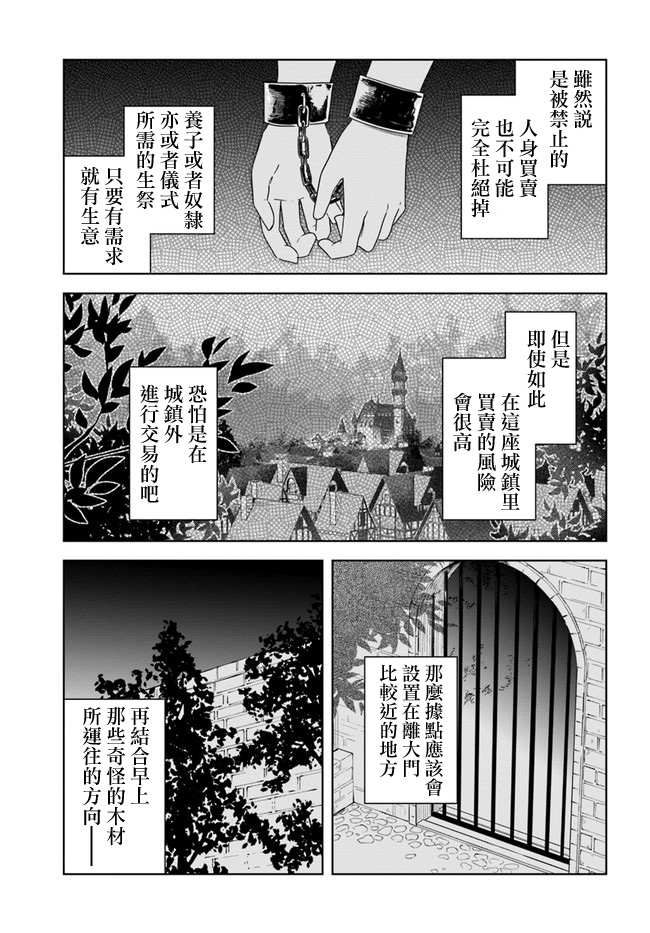 雖然說
是被禁止的
人身買賣
也不可能
完全杜絕掉
養子或者奴隸
亦或者儀式
所需的生祭
只要有需求
就有生意
但是
即使如此
在這座城鎮里
買賣的風險
會很高
恐怕是在
城鎮外
進行交易的吧
那麼據點應該會
設置在離大門
比較近的地方
再結合早上
那些奇怪的木材
所運往的方向——